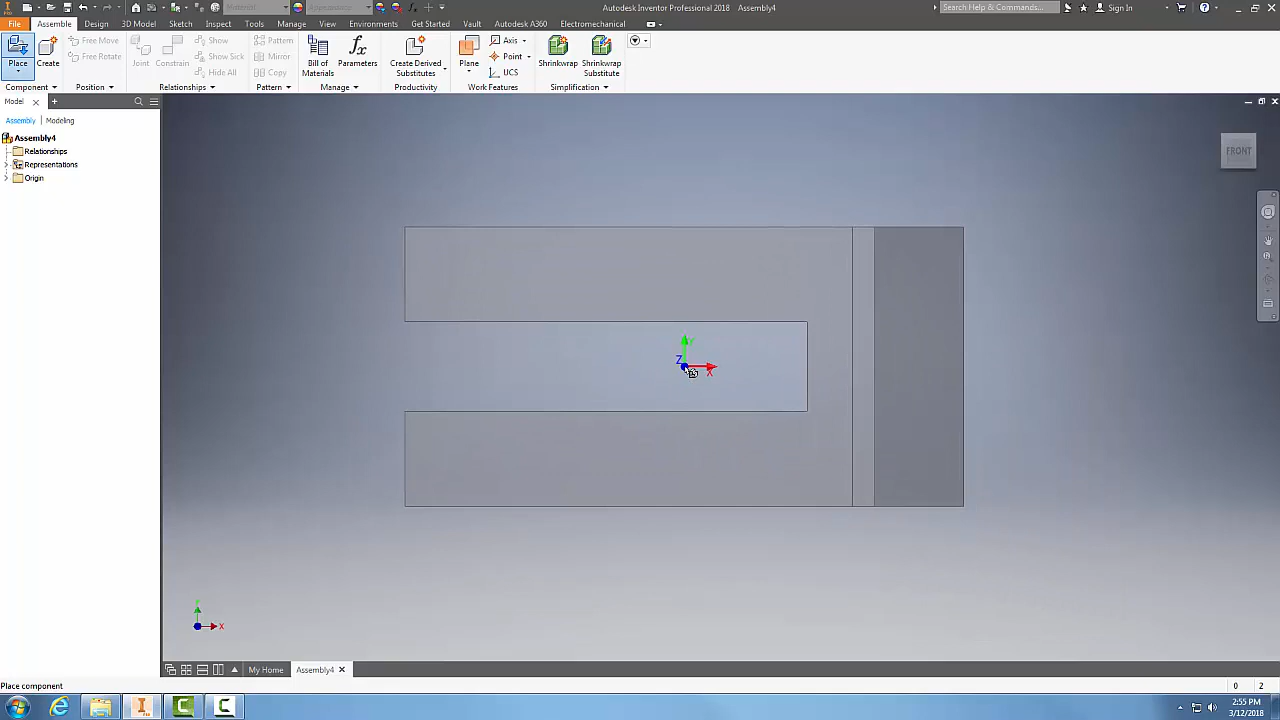 Autodesk Inventor Professional 2018 Assembly4
Search Help & Commands...
Sign In
File Assemble Design 3D Model Sketch Inspect Tools Manage View Environments Get Started Vault Autodesk A360 Electromechanical
Place
Create
Free Move
Free Rotate
Joint
Constrain
Show
Show Sick
Hide All
Pattern
Mirror
Copy
Bill of
Materials
Parameters
Create Derived
Substitutes
Plane
Axis
Point
UCS
Shrinkwrap
Shrinkwrap
Substitute
Component Position Relationships Pattern Manage Productivity Work Features Simplification
Model
Assembly Modeling
Assembly4
Relationships
Representations
Origin
FRONT
Y
Z
X
Y
X
My Home
Assembly4
Place component
0 2
2:55 PM
3/12/2018